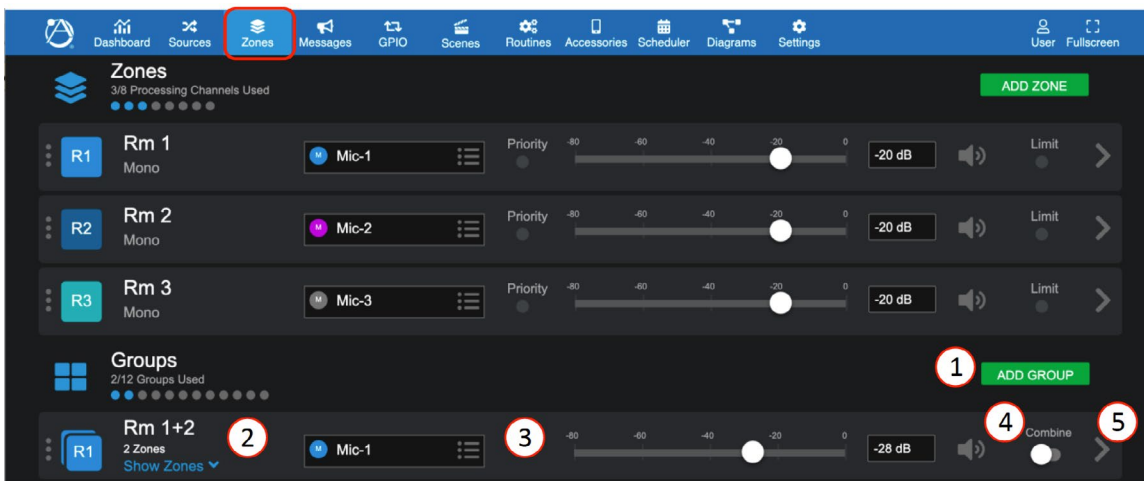 Dashboard Sources Zones Messages GPIO Scenes Routines Accessories Scheduler Diagrams Settings User Fullscreen
Zones
3/8 Processing Channels Used
ADD ZONE
R1 Rm 1 Mono M Mic-1 Priority -80 -60 -40 -20 0 -20 dB Limit
R2 Rm 2 Mono M Mic-2 Priority -80 -60 -40 -20 0 -20 dB Limit
R3 Rm 3 Mono M Mic-3 Priority -80 -60 -40 -20 0 -20 dB Limit
Groups
2/12 Groups Used
1 ADD GROUP
R1 Rm 1+2 2 Zones Show Zones 2 M Mic-1 3 -80 -60 -40 -20 0 -28 dB 4 Combine 5